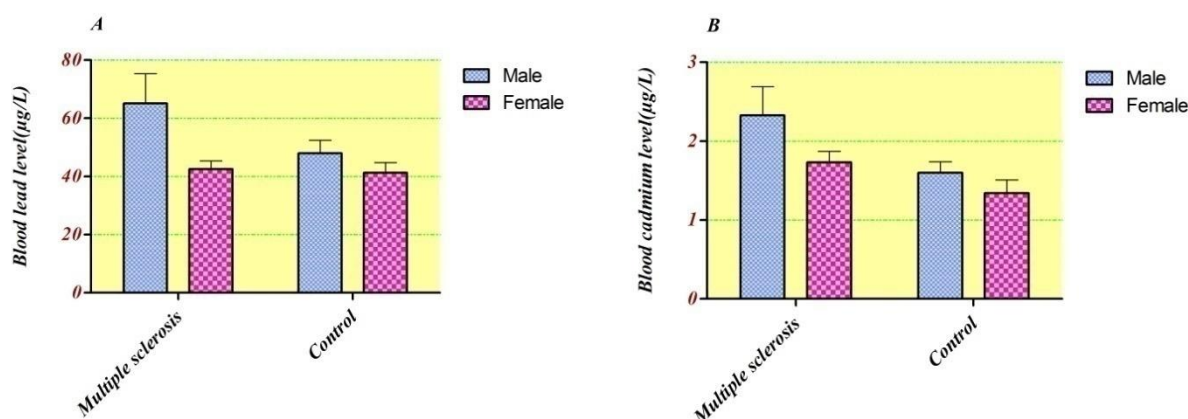 A
Blood lead level(µg/L)
80
60
40
20
0
Multiple sclerosis
Control
Male
Female
B
Blood cadmium level(µg/L)
3
2
1
0
Multiple sclerosis
Control
Male
Female